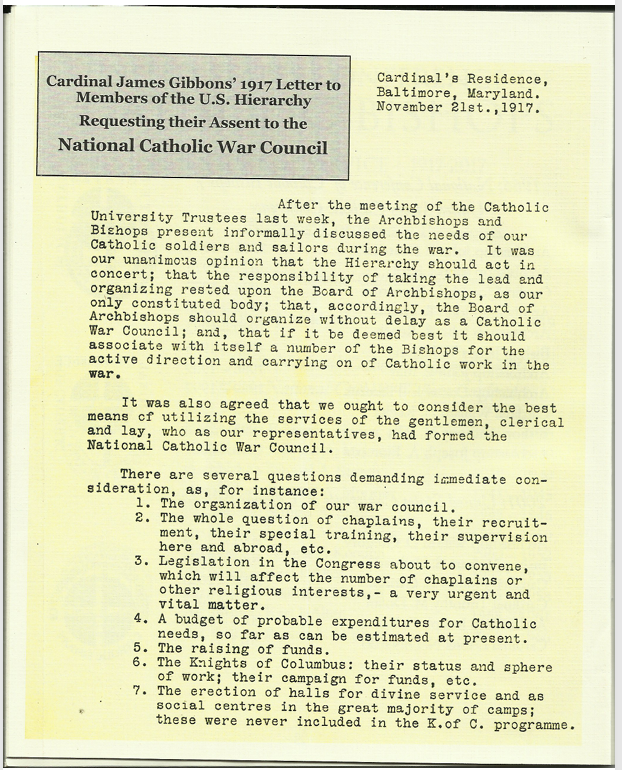 Cardinal James Gibbons' 1917 Letter to
Members of the U.S. Hierarchy
Requesting their Assent to the
National Catholic War Council
Cardinal's Residence,
Baltimore, Maryland.
November 21st.,1917.
After the meeting of the Catholic
University Trustees last week, the Archbishops and
Bishops present informally discussed the needs of our
Catholic soldiers and sailors during the war. It was
our unanimous opinion that the Hierarchy should act in
concert; that the responsibility of taking the lead and
organizing rested upon the Board of Archbishops, as our
only constituted body; that, accordingly, the Board of
Archbishops should organize without delay as a Catholic
War Council; and, that if it be deemed best it should
associate with itself a number of the Bishops for the
active direction and carrying on of Catholic work in the
war.
It was also agreed that we ought to consider the best
means of utilizing the services of the gentlemen, clerical
and lay, who as our representatives, had formed the
National Catholic War Council.
There are several questions demanding immediate con-
sideration, as, for instance:
1. The organization of our war council.
2. The whole question of chaplains, their recruit-
ment, their special training, their supervision
here and abroad, etc.
3. Legislation in the Congress about to convene,
which will affect the number of chaplains or
other religious interests,- a very urgent and
vital matter.
4. A budget of probable expenditures for Catholic
needs, so far as can be estimated at present.
5. The raising of funds.
6. The Knights of Columbus: their status and sphere
of work; their campaign for funds, etc.
7. The erection of halls for divine service and as
social centres in the great majority of camps;
these were never included in the K.of C. programme.